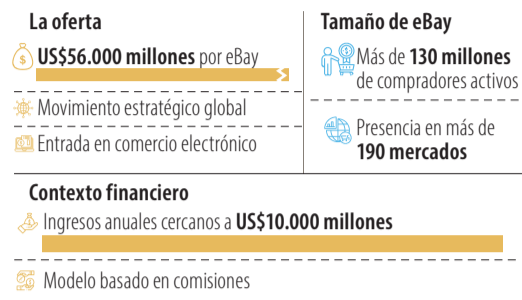 La oferta
US$56.000 millones por eBay
Movimiento estratégico global
Entrada en comercio electrónico
Tamaño de eBay
Más de 130 millones
de compradores activos
Presencia en más de
190 mercados
Contexto financiero
Ingresos anuales cercanos a US$10.000 millones
Modelo basado en comisiones